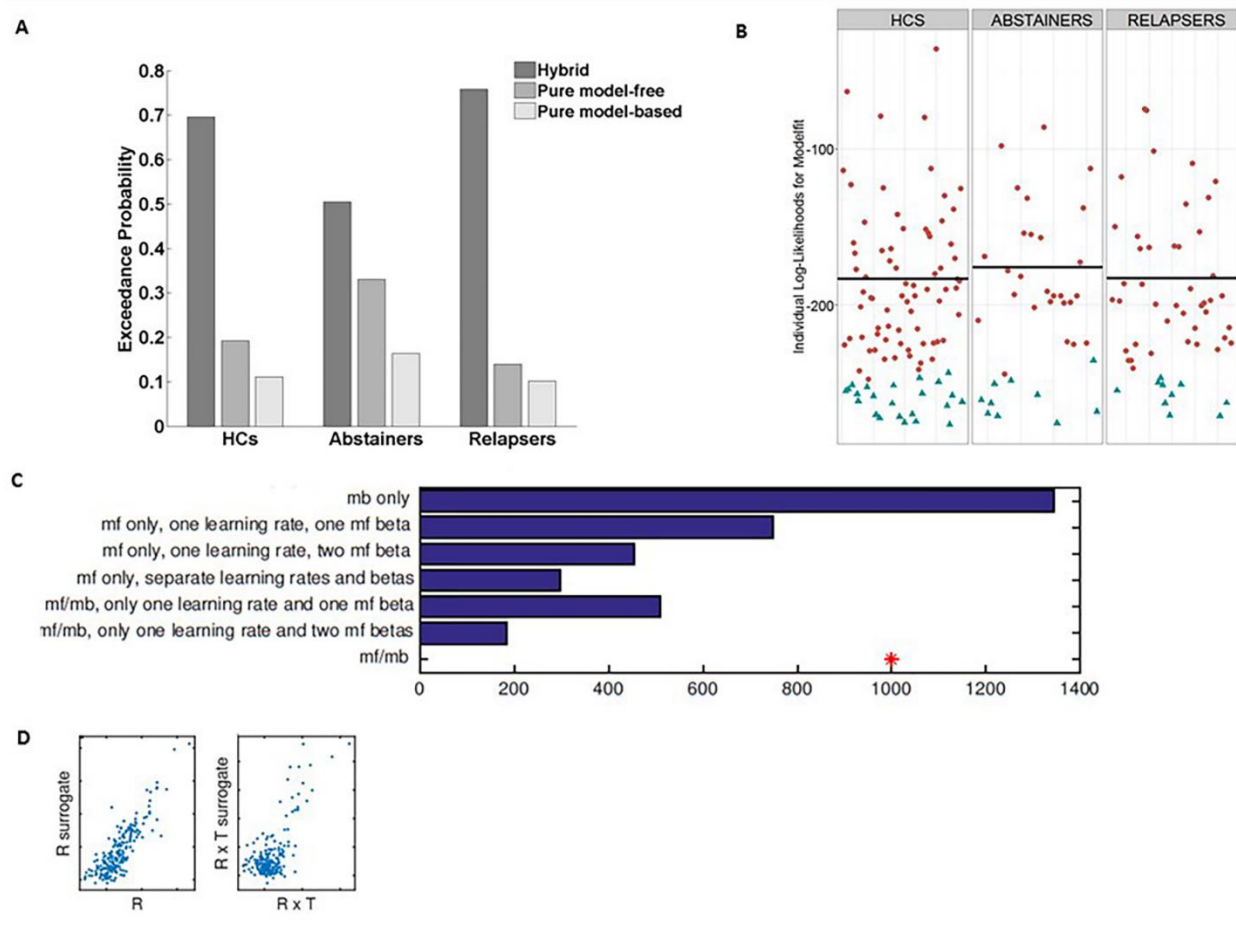 A
Exceedance Probability
0.8
0.7
0.6
0.5
0.4
0.3
0.2
0.1
0
HCs
Abstainers
Relapsers
Hybrid
Pure model-free
Pure model-based
B
HCS
ABSTAINERS
RELAPSERS
Individual Log-Likelihoods for Modelfit
-100
-200
C
mb only
mf only, one learning rate, one mf beta
mf only, one learning rate, two mf beta
mf only, separate learning rates and betas
mf/mb, only one learning rate and one mf beta
mf/mb, only one learning rate and two mf betas
mf/mb
0 200 400 600 800 1000 1200 1400
D
R surrogate
R
R x T surrogate
R x T